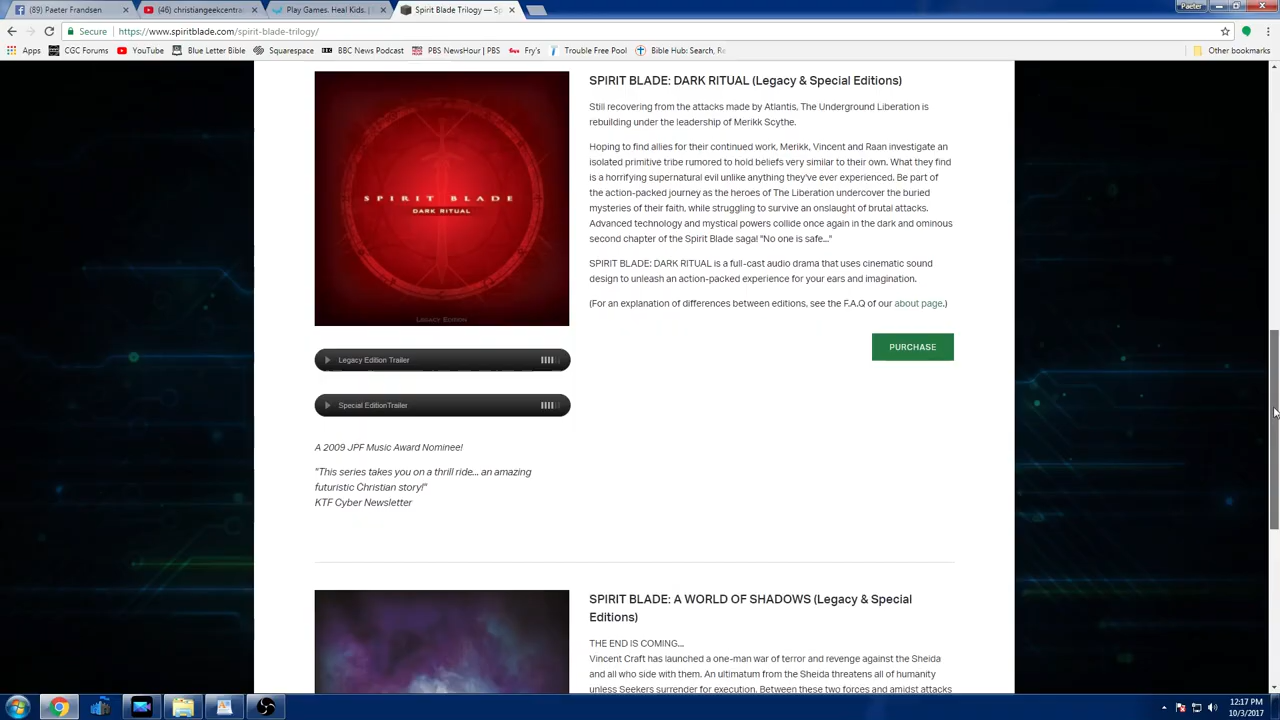 (89) Paeter Frandsen
(46) christiangeekcentra
Play Games. Heal Kids. |
Spirit Blade Trilogy — Sp
Paeter
Secure
https://www.spiritblade.com/spirit-blade-trilogy/
Apps
CGC Forums
YouTube
Blue Letter Bible
Squarespace
BBC News Podcast
PBS NewsHour | PBS
Fry's
Trouble Free Pool
Bible Hub: Search, Re
Other bookmarks
SPIRIT BLADE
DARK RITUAL
LEGACY EDITION
Legacy Edition Trailer
Special EditionTrailer
A 2009 JPF Music Award Nominee!
"This series takes you on a thrill ride... an amazing
futuristic Christian story!"
KTF Cyber Newsletter
SPIRIT BLADE: DARK RITUAL (Legacy & Special Editions)
Still recovering from the attacks made by Atlantis, The Underground Liberation is
rebuilding under the leadership of Merikk Scythe.
Hoping to find allies for their continued work, Merikk, Vincent and Raan investigate an
isolated primitive tribe rumored to hold beliefs very similar to their own. What they find
is a horrifying supernatural evil unlike anything they've ever experienced. Be part of
the action-packed journey as the heroes of The Liberation undercover the buried
mysteries of their faith, while struggling to survive an onslaught of brutal attacks.
Advanced technology and mystical powers collide once again in the dark and ominous
second chapter of the Spirit Blade saga! "No one is safe..."
SPIRIT BLADE: DARK RITUAL is a full-cast audio drama that uses cinematic sound
design to unleash an action-packed experience for your ears and imagination.
(For an explanation of differences between editions, see the F.A.Q of our about page.)
PURCHASE
SPIRIT BLADE: A WORLD OF SHADOWS (Legacy & Special
Editions)
THE END IS COMING...
Vincent Craft has launched a one-man war of terror and revenge against the Sheida
and all who side with them. An ultimatum from the Sheida threatens all of humanity
unless Seekers surrender for execution. Between these two forces and amidst attacks
12:17 PM
10/3/2017